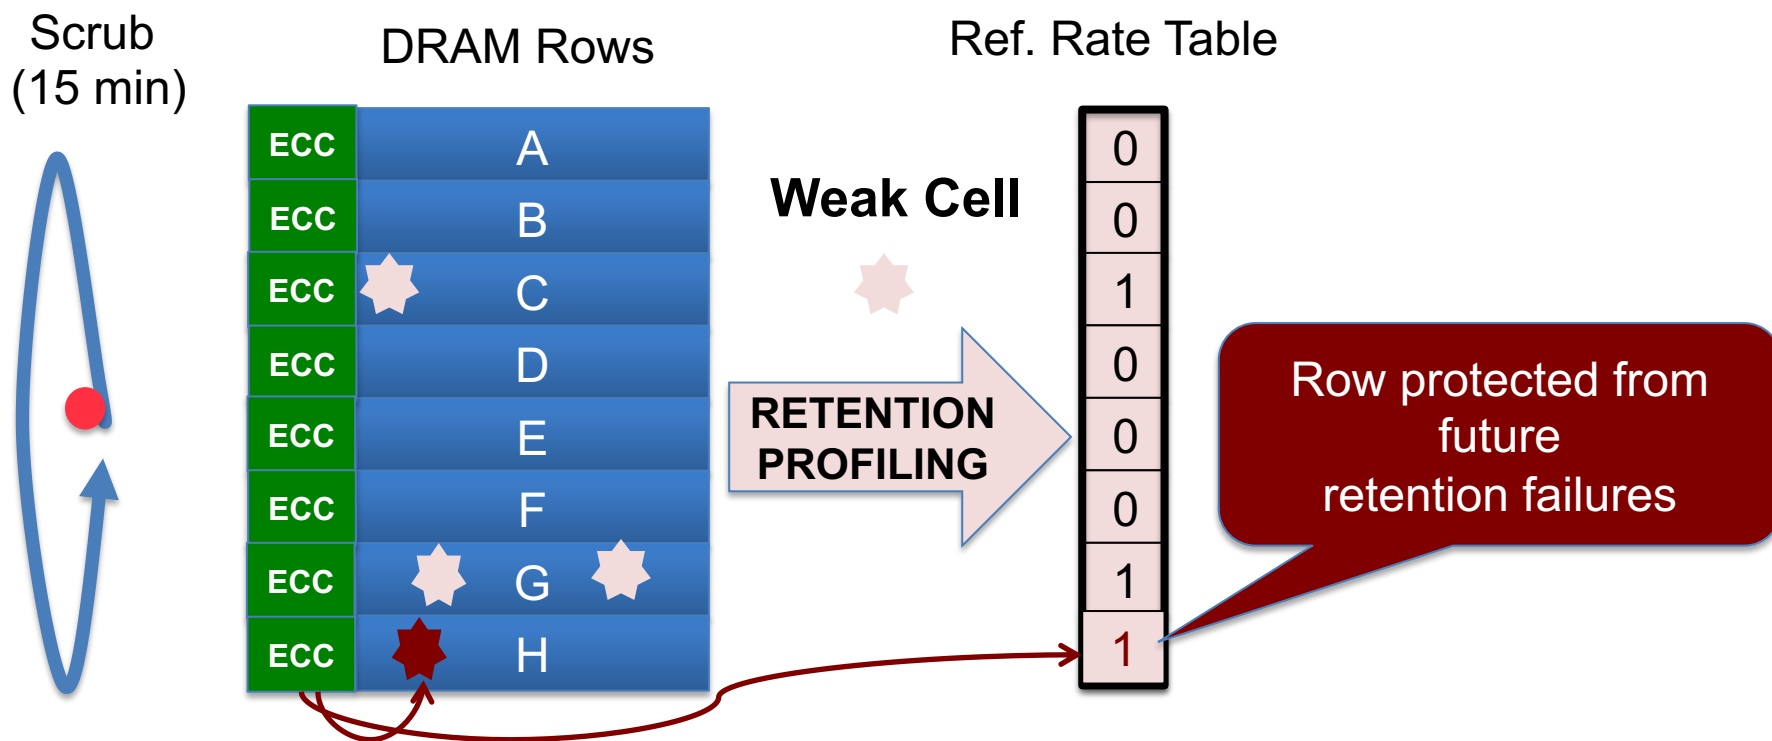 Scrub
(15 min)
DRAM Rows
Ref. Rate Table
ECC A 0
ECC B 0
Weak Cell
ECC C 1
ECC D 0
RETENTION
PROFILING
ECC E 0
ECC F 0
ECC G 1
ECC H 1
Row protected from
future
retention failures